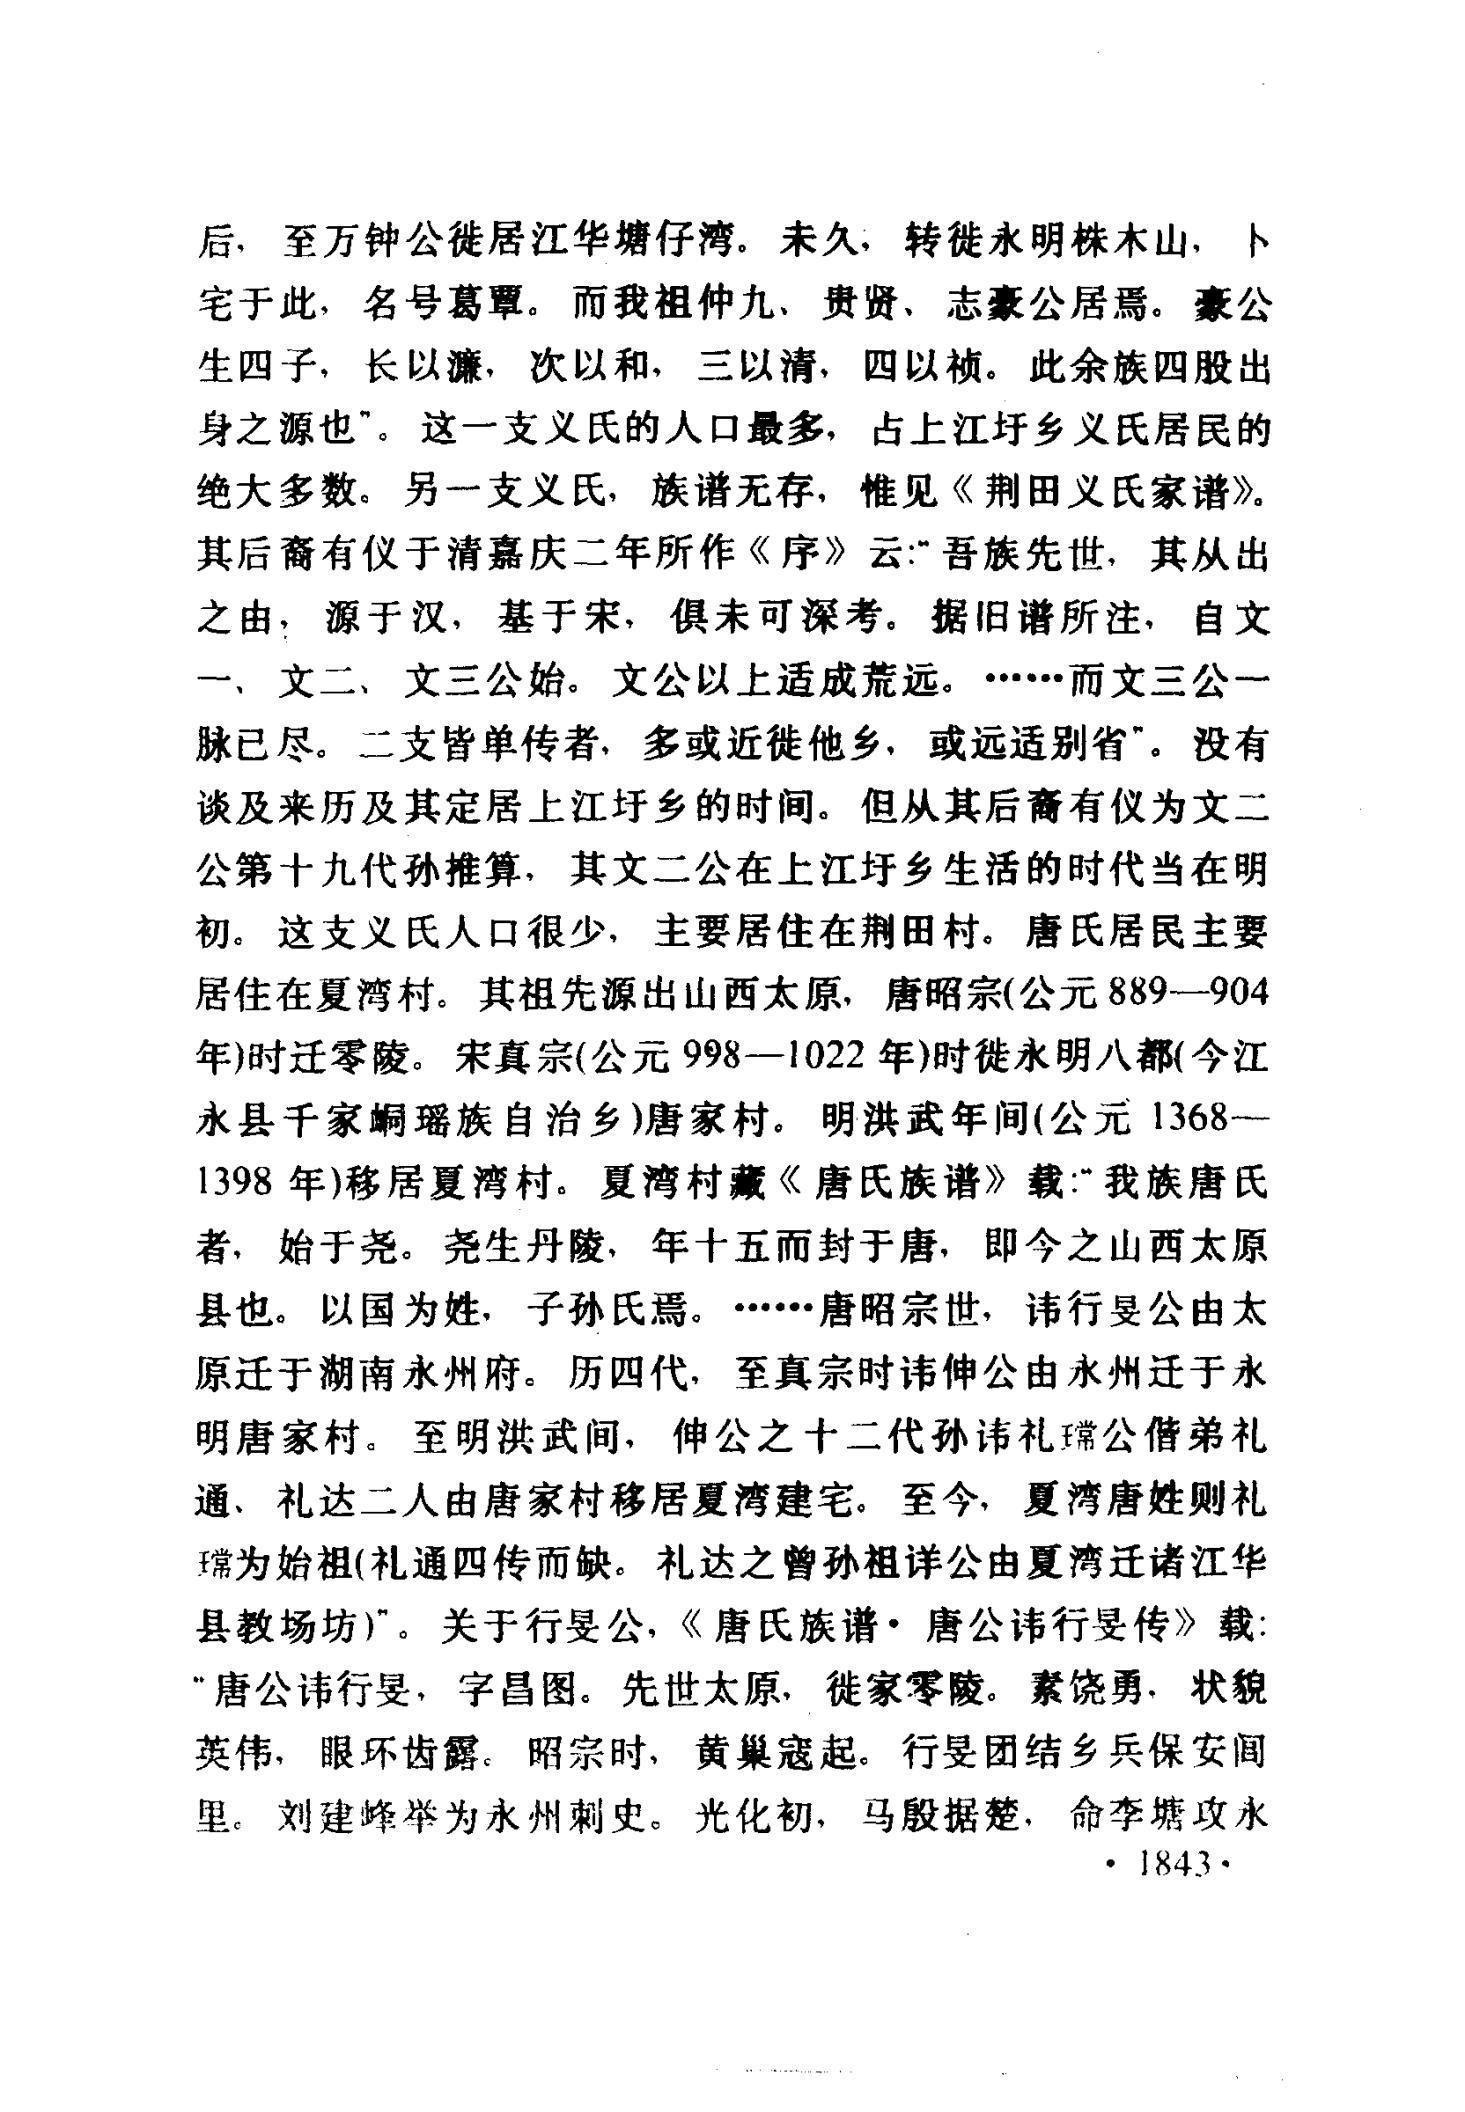 后，至万钟公徙居江华塘仔湾。未久，转徙永明株木山，卜
宅于此，名号葛覃。而我祖仲九、贵贤、志豪公居焉。豪公
生四子，长以濂，次以和，三以清，四以祯。此余族四股出
身之源也”。这一支义氏的人口最多，占上江圩乡义氏居民的
绝大多数。另一支义氏，族谱无存，惟见《荆田义氏家谱》。
其后裔有仪于清嘉庆二年所作《序》云：“吾族先世，其从出
之由，源于汉，基于宋，俱未可深考。据旧谱所注，自文
一、文二、文三公始。文公以上适成荒远。……而文三公一
脉已尽。二支皆单传者，多或近徙他乡，或远适别省”。没有
谈及来历及其定居上江圩乡的时间。但从其后裔有仪为文二
公第十九代孙推算，其文二公在上江圩乡生活的时代当在明
初。这支义氏人口很少，主要居住在荆田村。唐氏居民主要
居住在夏湾村。其祖先源出山西太原，唐昭宗(公元889—904
年)时迁零陵。宋真宗(公元998—1022年)时徙永明八都(今江
永县千家峒瑶族自治乡)唐家村。明洪武年间(公元1368—
1398年)移居夏湾村。夏湾村藏《唐氏族谱》载：“我族唐氏
者，始于尧。尧生丹陵，年十五而封于唐，即今之山西太原
县也。以国为姓，子孙氏焉。……唐昭宗世，讳行旻公由太
原迁于湖南永州府。历四代，至真宗时讳伸公由永州迁于永
明唐家村。至明洪武间，伸公之十二代孙讳礼瑺公偕弟礼
通、礼达二人由唐家村移居夏湾建宅。至今，夏湾唐姓则礼
瑺为始祖(礼通四传而缺。礼达之曾孙祖详公由夏湾迁诸江华
县教场坊)”。关于行旻公，《唐氏族谱·唐公讳行旻传》载：
“唐公讳行旻，字昌图。先世太原，徙家零陵。素饶勇，状貌
英伟，眼环齿露。昭宗时，黄巢寇起。行旻团结乡兵保安闾
里。刘建峰举为永州刺史。光化初，马殷据楚，命李塘攻永
·1843·